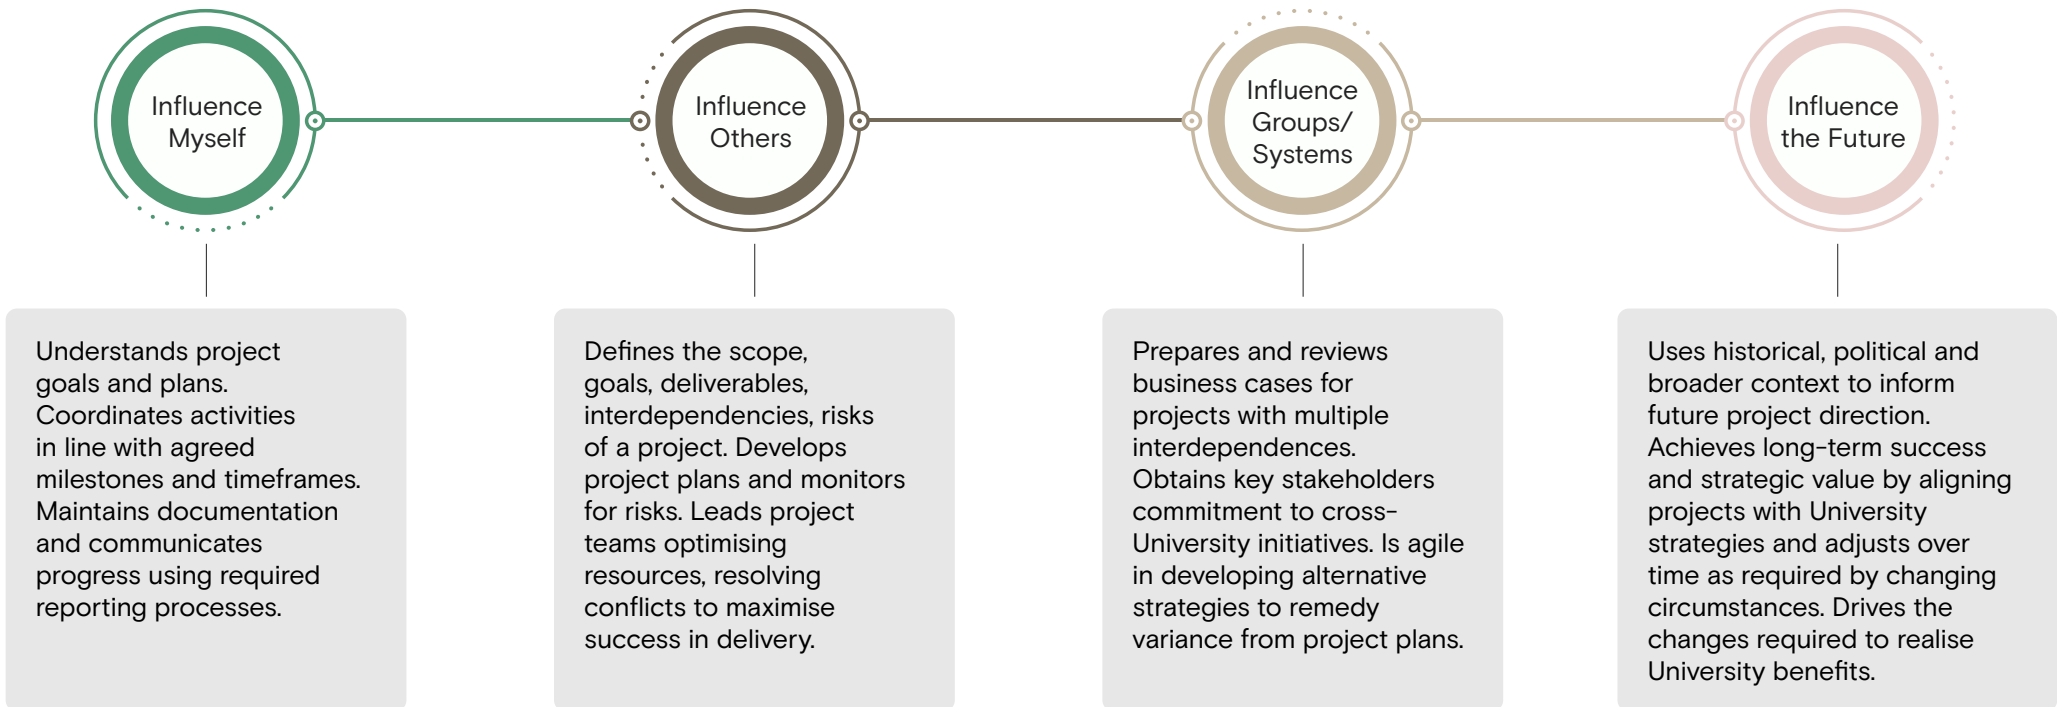 Influence
Myself
Influence
Others
Influence
Groups/
Systems
Influence
the Future
Understands project
goals and plans.
Coordinates activities
in line with agreed
milestones and timeframes.
Maintains documentation
and communicates
progress using required
reporting processes.
Defines the scope,
goals, deliverables,
interdependencies, risks
of a project. Develops
project plans and monitors
for risks. Leads project
teams optimising
resources, resolving
conflicts to maximise
success in delivery.
Prepares and reviews
business cases for
projects with multiple
interdependences.
Obtains key stakeholders
commitment to cross-
University initiatives. Is agile
in developing alternative
strategies to remedy
variance from project plans.
Uses historical, political and
broader context to inform
future project direction.
Achieves long-term success
and strategic value by aligning
projects with University
strategies and adjusts over
time as required by changing
circumstances. Drives the
changes required to realise
University benefits.